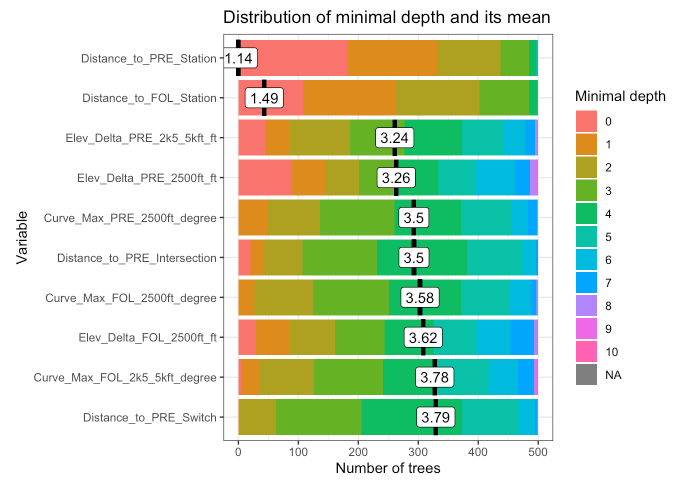 Distribution of minimal depth and its mean
Variable
Distance_to_PRE_Station
1.14
Distance_to_FOL_Station
1.49
Elev_Delta_PRE_2k5_5kft_ft
3.24
Elev_Delta_PRE_2500ft_ft
3.26
Curve_Max_PRE_2500ft_degree
3.5
Distance_to_PRE_Intersection
3.5
Curve_Max_FOL_2500ft_degree
3.58
Elev_Delta_FOL_2500ft_ft
3.62
Curve_Max_FOL_2k5_5kft_degree
3.78
Distance_to_PRE_Switch
3.79
0 100 200 300 400 500
Number of trees
Minimal depth
0
1
2
3
4
5
6
7
8
9
10
NA